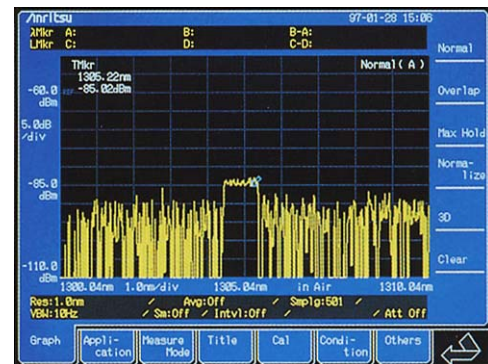 Anritsu 97-01-28 15:06
λMkr A: B: B-A:
LMkr C: D: C-D:
Normal
TMkr Normal(A)
1305.22nm
-85.02dBm
-60.0
dBm
Overlap
5.0dB
/div
Max Hold
Norma-
lize
-85.0
dBm
3D
Clear
-110.0
dBm
1300.04nm 1.0nm/div 1305.04nm in Air 1310.04nm
Res:1.0nm / Avg:Off / Smplg:501 /
VBW:10Hz / Sm:Off / Intvl:Off / / Att Off
Graph Appli-
cation Measure
Mode Title Cal Condi-
tion Others